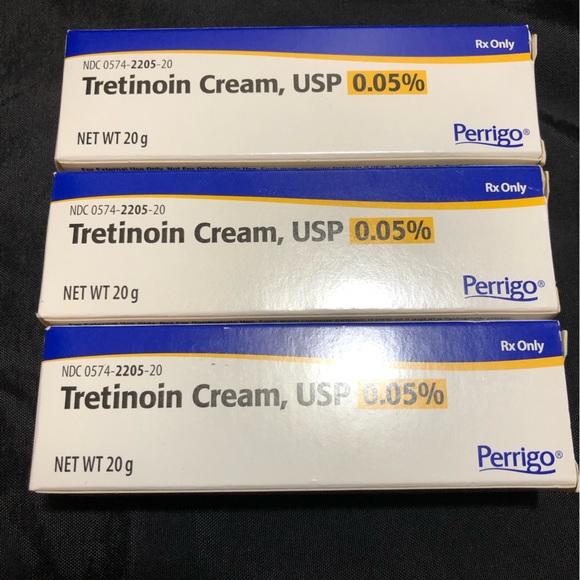 Rx Only
NDC 0574-2205-20
Tretinoin Cream, USP 0.05%
NET WT 20 g
Perrigo®
Rx Only
NDC 0574-2205-20
Tretinoin Cream, USP 0.05%
NET WT 20 g
Perrigo®
Rx Only
NDC 0574-2205-20
Tretinoin Cream, USP 0.05%
NET WT 20 g
Perrigo®